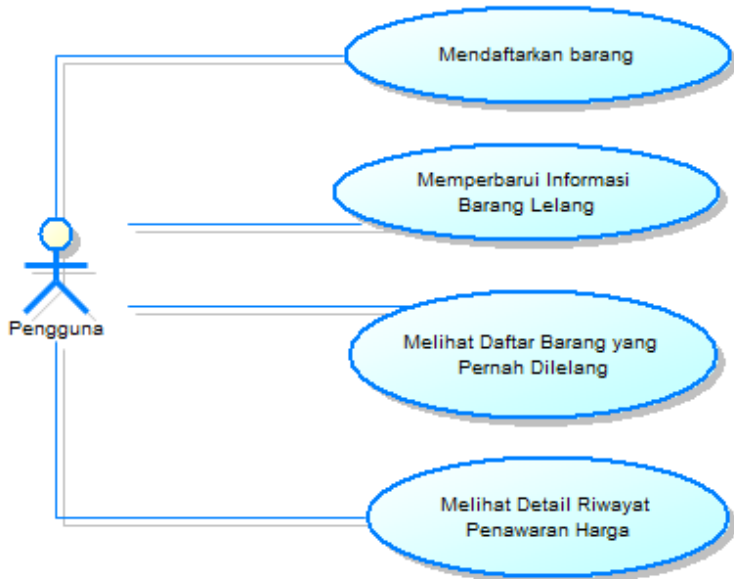 Mendaftarkan barang
Memperbarui Informasi
Barang Lelang
Pengguna
Melihat Daftar Barang yang
Pernah Dilelang
Melihat Detail Riwayat
Penawaran Harga